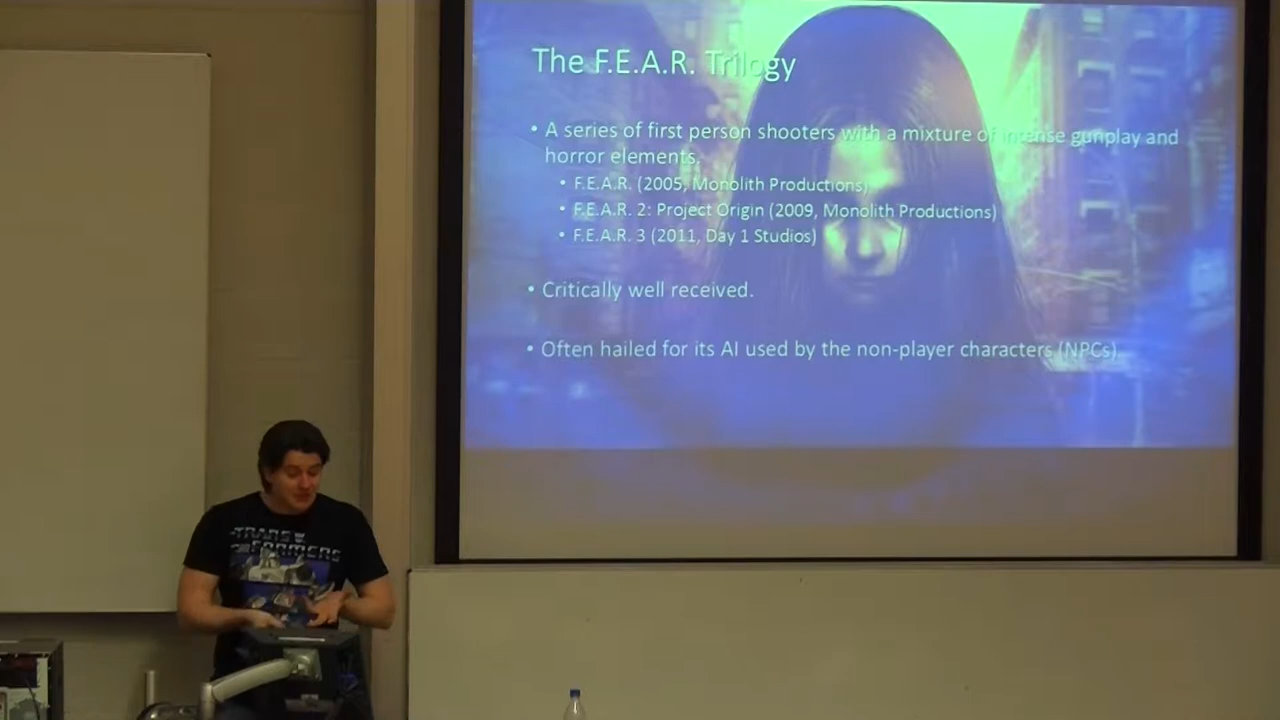 The F.E.A.R. Trilogy
• A series of first person shooters with a mixture of intense gunplay and
horror elements.
• F.E.A.R. (2005, Monolith Productions)
• F.E.A.R. 2: Project Origin (2009, Monolith Productions)
• F.E.A.R. 3 (2011, Day 1 Studios)
• Critically well received.
• Often hailed for its AI used by the non-player characters (NPCs).
TRANSFORMERS